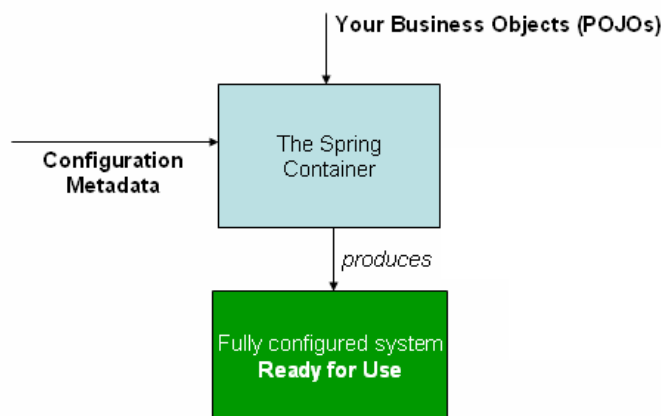 Your Business Objects (POJOs)
The Spring
Container
Configuration
Metadata
produces
Fully configured system
Ready for Use